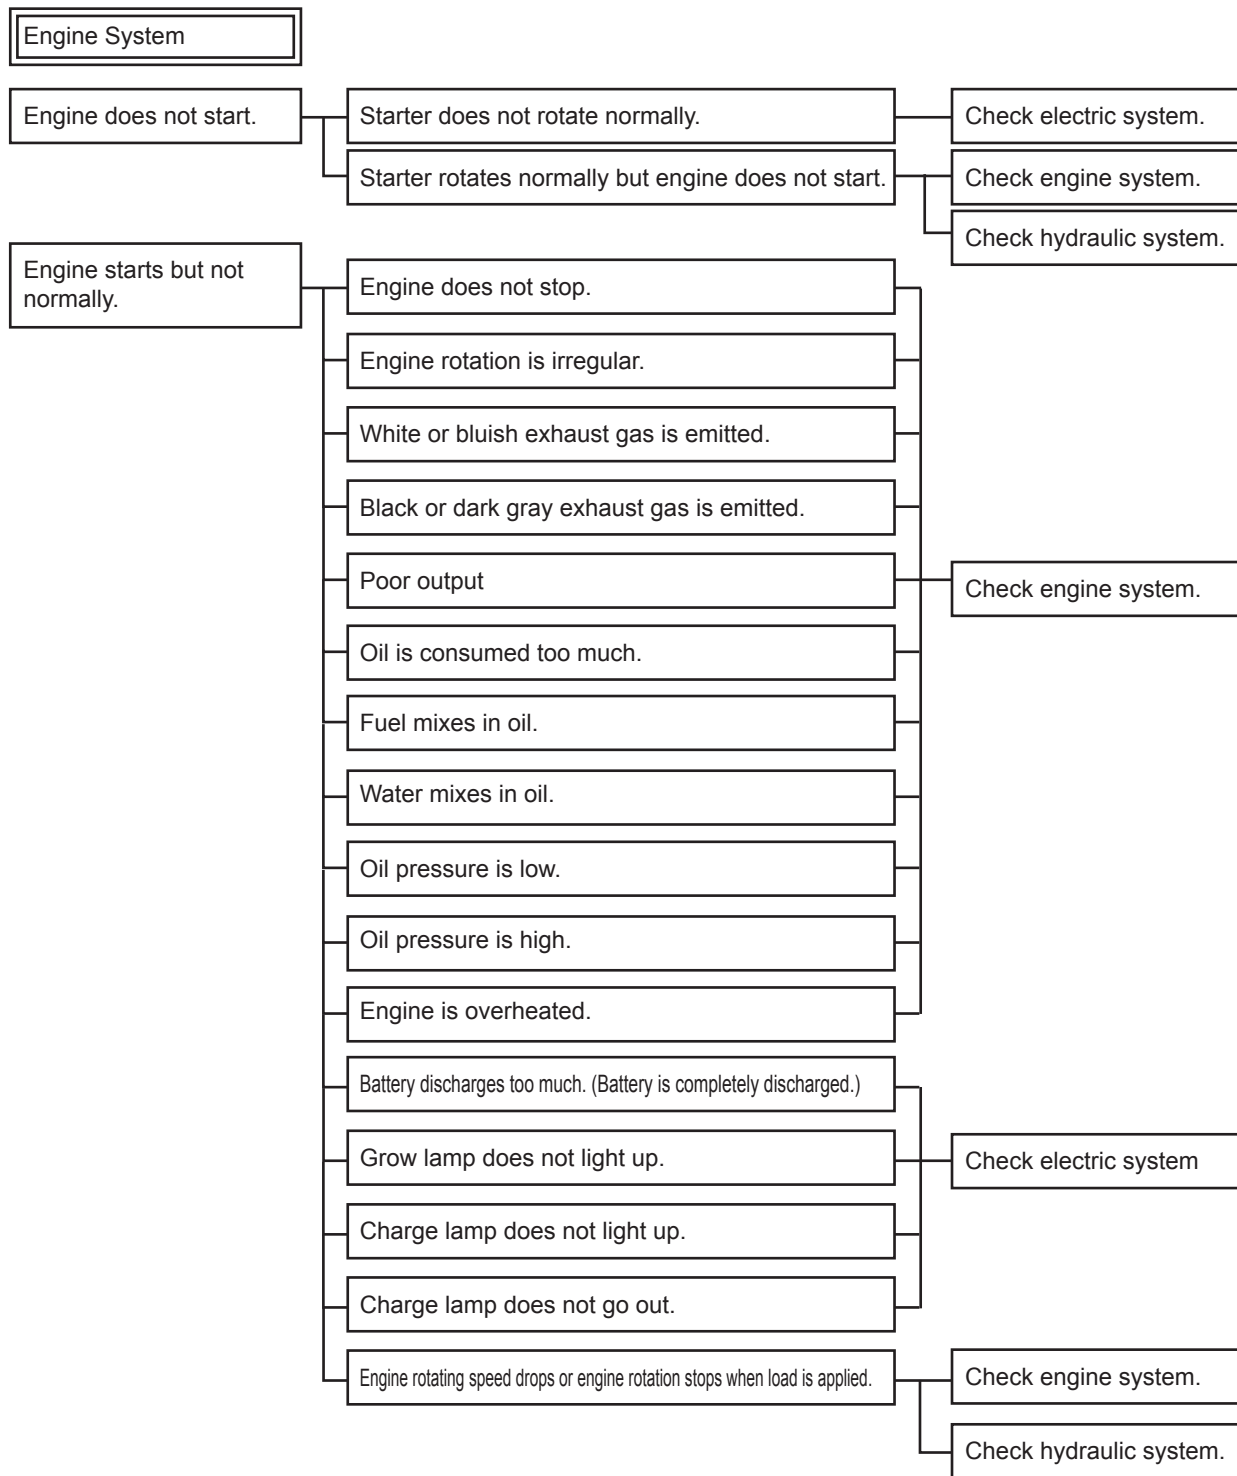 Engine System
Engine does not start.
Starter does not rotate normally.
Check electric system.
Starter rotates normally but engine does not start.
Check engine system.
Check hydraulic system.
Engine starts but not
normally.
Engine does not stop.
Engine rotation is irregular.
White or bluish exhaust gas is emitted.
Black or dark gray exhaust gas is emitted.
Poor output
Check engine system.
Oil is consumed too much.
Fuel mixes in oil.
Water mixes in oil.
Oil pressure is low.
Oil pressure is high.
Engine is overheated.
Battery discharges too much. (Battery is completely discharged.)
Grow lamp does not light up.
Check electric system
Charge lamp does not light up.
Charge lamp does not go out.
Engine rotating speed drops or engine rotation stops when load is applied.
Check engine system.
Check hydraulic system.